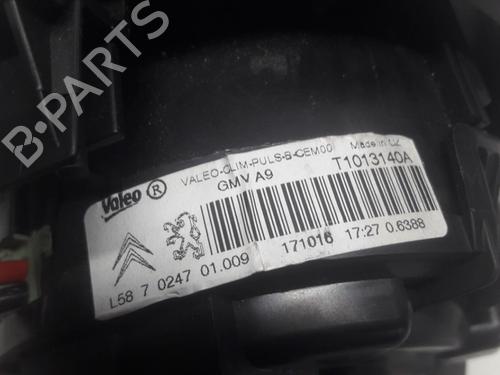 B-Parts
Valeo ®
VALEO-CLIM-PULS-B-CEM00 Made in CZ
GMV A9 T1013140A
171016 17:27 0.6388
L58 7 0247 01.009